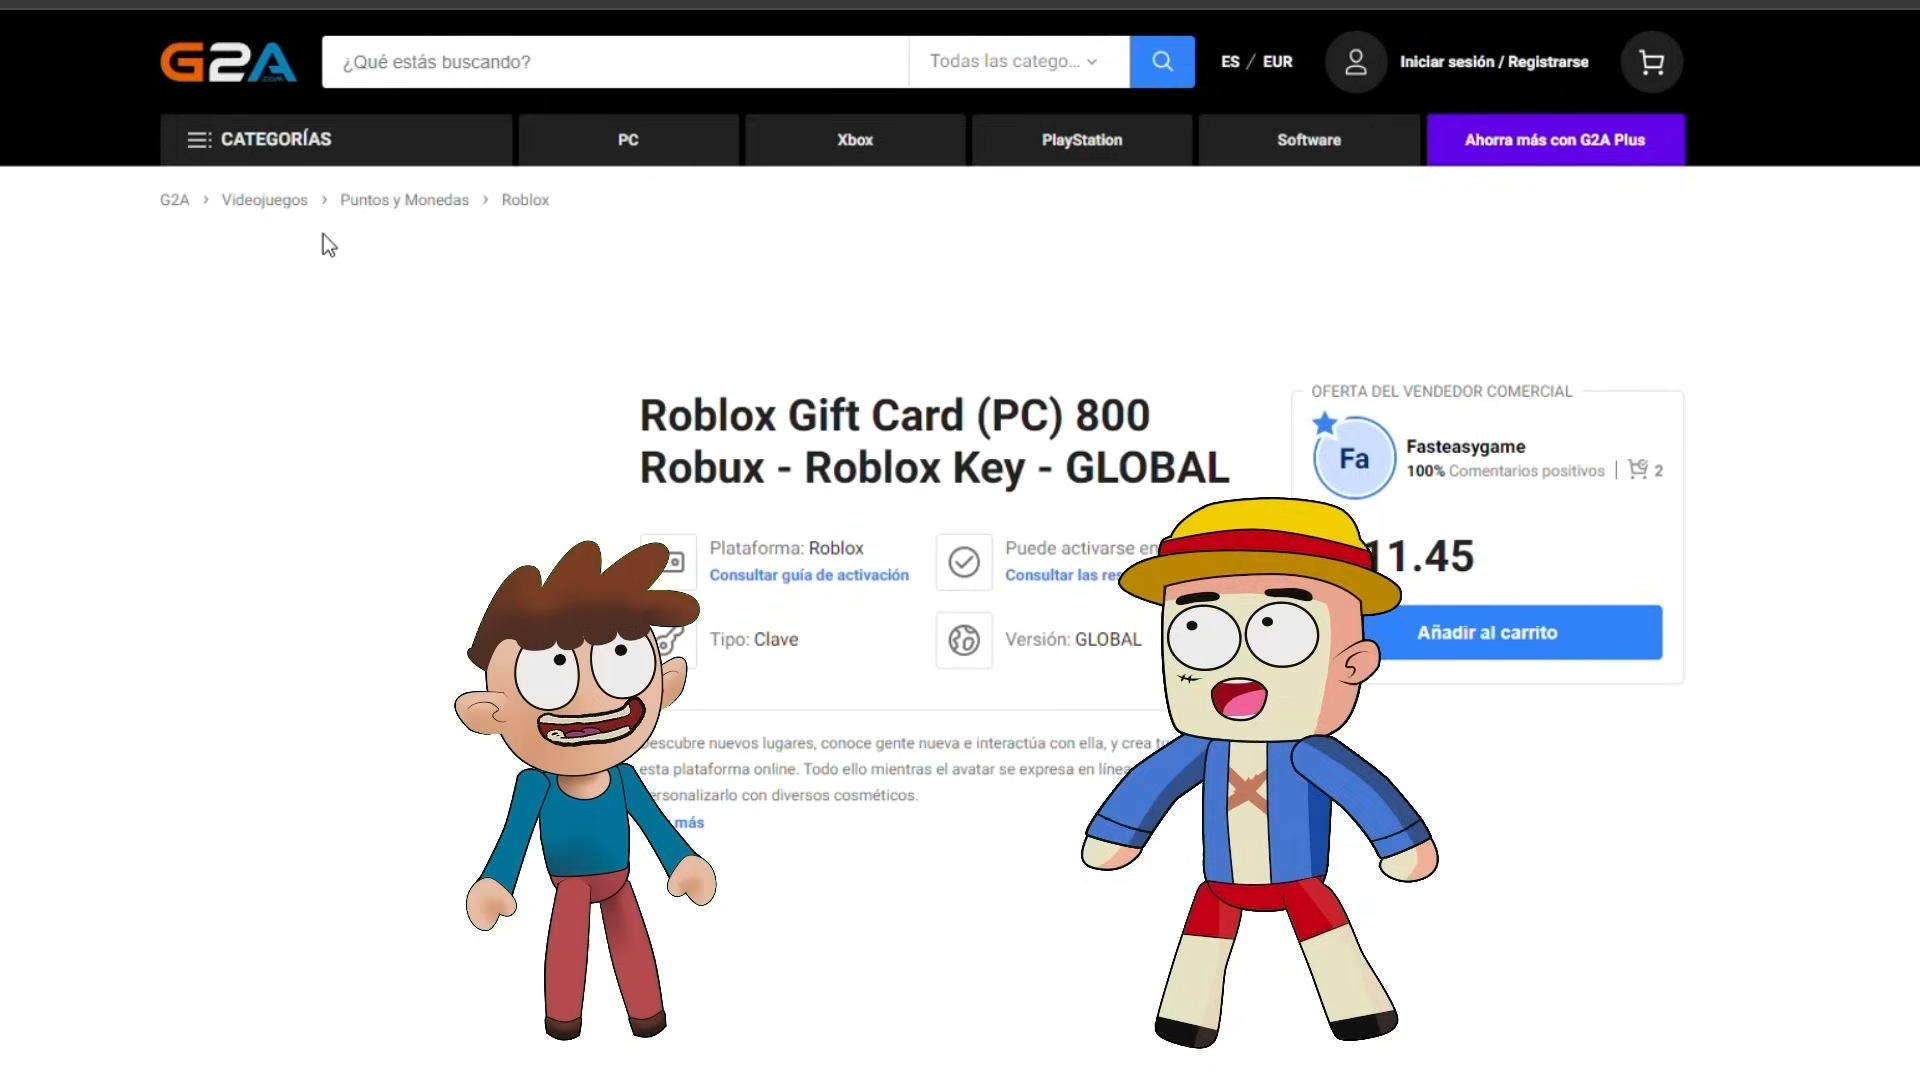 G2A.COM
¿Qué estás buscando?
Todas las catego...
ES / EUR
Iniciar sesión / Registrarse
CATEGORÍAS
PC
Xbox
PlayStation
Software
Ahorra más con G2A Plus
G2A > Videojuegos > Puntos y Monedas > Roblox
Roblox Gift Card (PC) 800
Robux - Roblox Key - GLOBAL
OFERTA DEL VENDEDOR COMERCIAL
Fa
Fasteasygame
100% Comentarios positivos | 2
11.45
Añadir al carrito
Plataforma: Roblox
Consultar guía de activación
Puede activarse en
Consultar las
Tipo: Clave
Versión: GLOBAL
Descubre nuevos lugares, conoce gente nueva e interactúa con ella, y crea
esta plataforma online. Todo ello mientras el avatar se expresa en línea
personalizarlo con diversos cosméticos.
más